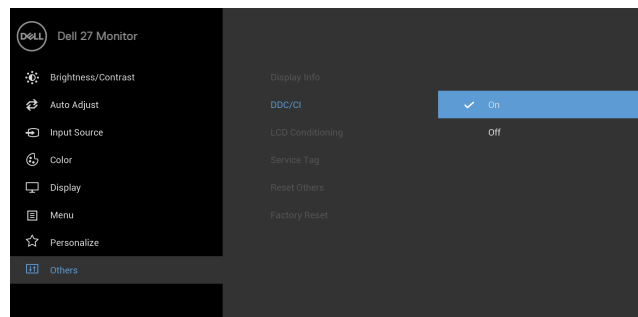 DELL Dell 27 Monitor
Brightness/Contrast
Display Info
Auto Adjust
DDC/CI
On
Input Source
LCD Conditioning
Off
Color
Service Tag
Display
Reset Others
Menu
Factory Reset
Personalize
Others